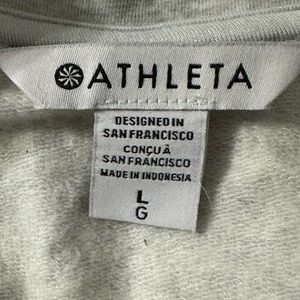 ATHLETA
DESIGNED IN
SAN FRANCISCO
CONÇU À
SAN FRANCISCO
MADE IN INDONESIA
L
G